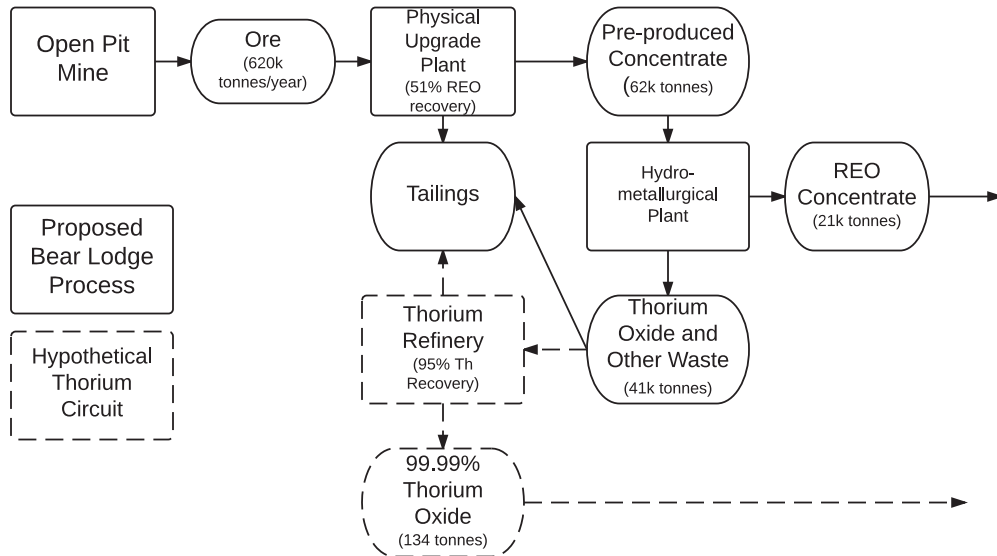 Open Pit
Mine
Ore
(620k
tonnes/year)
Physical
Upgrade
Plant
(51% REO
recovery)
Pre-produced
Concentrate
(62k tonnes)
Tailings
Hydro-
metallurgical
Plant
REO
Concentrate
(21k tonnes)
Proposed
Bear Lodge
Process
Thorium
Refinery
(95% Th
Recovery)
Thorium
Oxide and
Other Waste
(41k tonnes)
Hypothetical
Thorium
Circuit
99.99%
Thorium
Oxide
(134 tonnes)